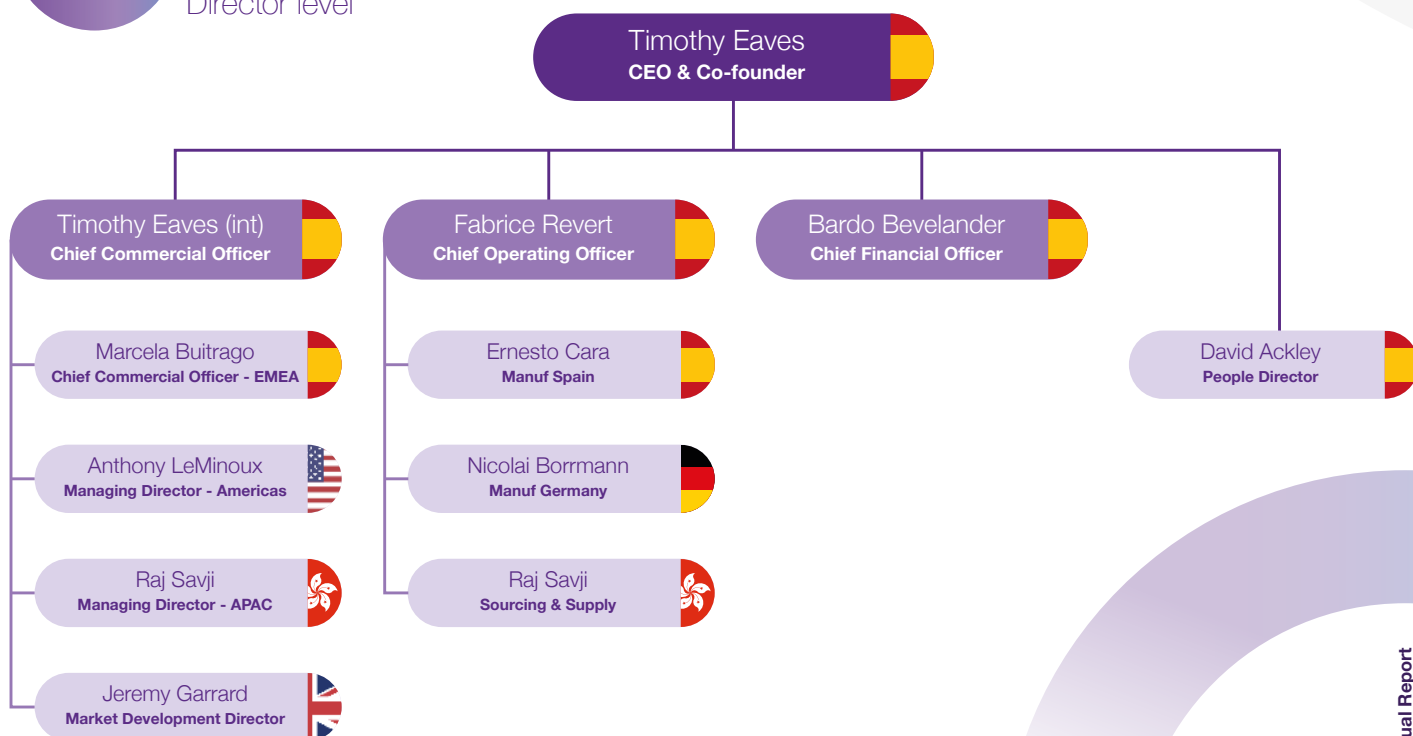 Director level
Timothy Eaves
CEO & Co-founder
Timothy Eaves (int)
Chief Commercial Officer
Fabrice Revert
Chief Operating Officer
Bardo Bevelander
Chief Financial Officer
Marcela Buitrago
Chief Commercial Officer - EMEA
Ernesto Cara
Manuf Spain
David Ackley
People Director
Anthony LeMinoux
Managing Director - Americas
Nicolai Borrmann
Manuf Germany
Raj Savji
Managing Director - APAC
Raj Savji
Sourcing & Supply
Jeremy Garrard
Market Development Director
Report